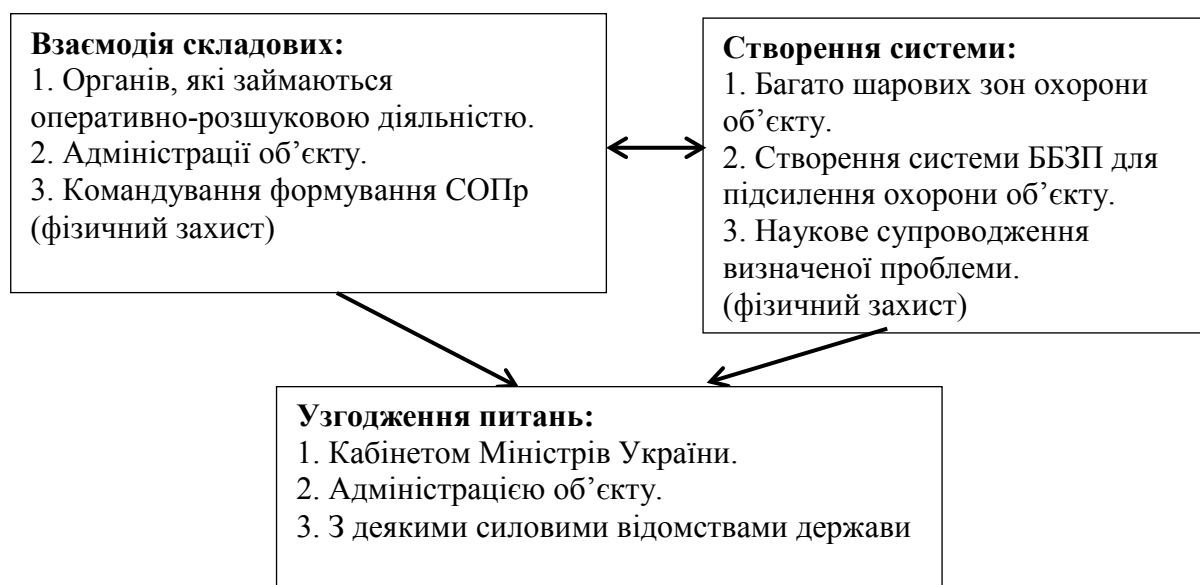 Взаємодія складових:
1. Органів, які займаються
оперативно-розшуковою діяльністю.
2. Адміністрації об’єкту.
3. Командування формування СОПр
(фізичний захист)
Створення системи:
1. Багато шарових зон охорони
об’єкту.
2. Створення системи ББЗП для
підсилення охорони об’єкту.
3. Наукове супроводження
визначеної проблеми.
(фізичний захист)
Узгодження питань:
1. Кабінетом Міністрів України.
2. Адміністрацією об’єкту.
3. З деякими силовими відомствами держави